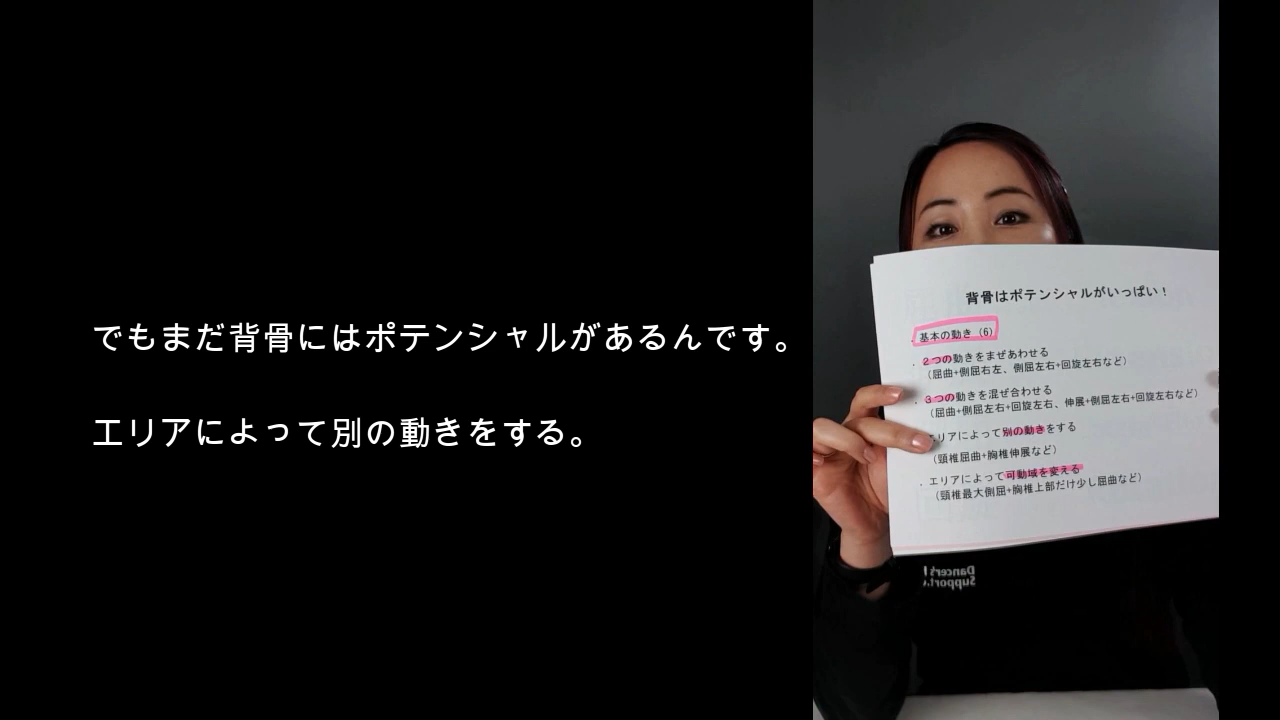 でもまだ背骨にはポテンシャルがあるんです。
エリアによって別の動きをする。
背骨はポテンシャルがいっぱい！
．基本の動き（6）
．２つの動きをまぜあわせる
（屈曲+側屈右左、側屈左右+回旋左右など）
．３つの動きを混ぜ合わせる
（屈曲+側屈左右+回旋左右、伸展+側屈左右+回旋左右など）
エリアによって別の動きをする
（頸椎屈曲+胸椎伸展など）
．エリアによって可動域を変える
（頸椎最大側屈+胸椎上部だけ少し屈曲など）
Dancer's
Support